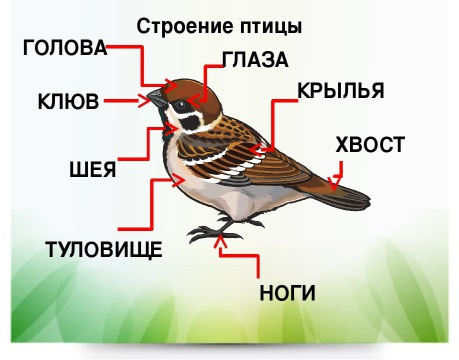 Строение птицы
ГОЛОВА
ГЛАЗА
КЛЮВ
КРЫЛЬЯ
ХВОСТ
ШЕЯ
ТУЛОВИЩЕ
НОГИ